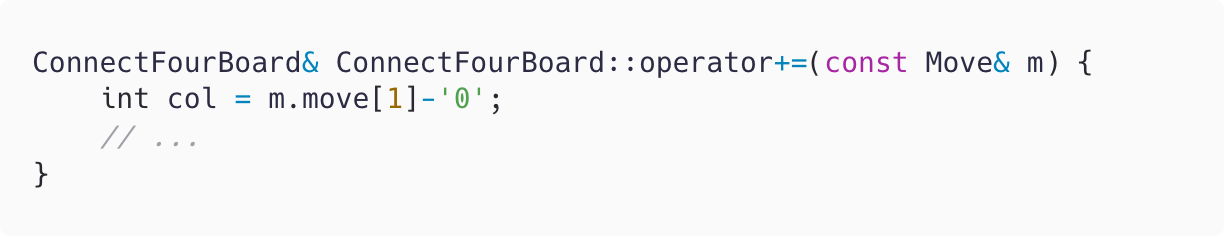 ConnectFourBoard& ConnectFourBoard::operator+=(const Move& m) {
    int col = m.move[1]-'0';
    // ...
}